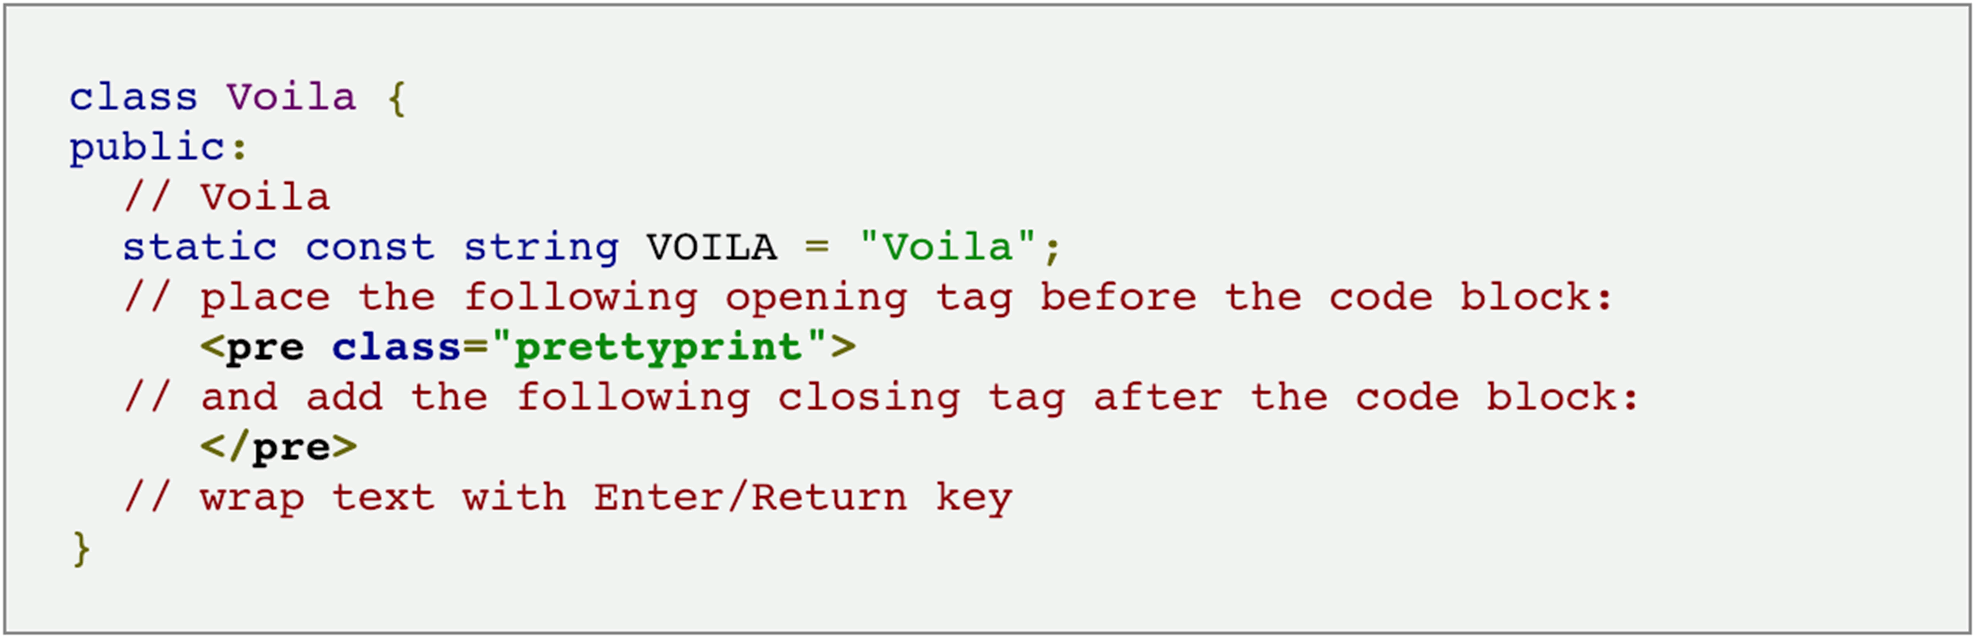 class Voila {
public:
  // Voila
  static const string VOILA = "Voila";
  // place the following opening tag before the code block:
     <pre class="prettyprint">
  // and add the following closing tag after the code block:
     </pre>
  // wrap text with Enter/Return key
}